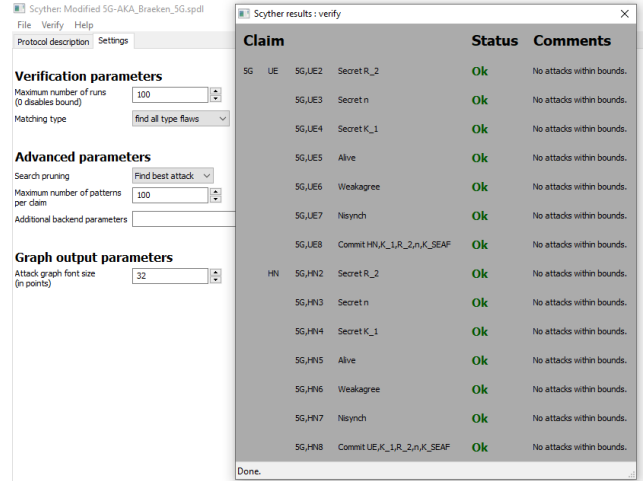 Scyther: Modified 5G-AKA_Braeken_5G.spdl
File Verify Help
Protocol description Settings
Verification parameters
Maximum number of runs
(0 disables bound)
100
Matching type
find all type flaws
Advanced parameters
Search pruning
Find best attack
Maximum number of patterns
per claim
100
Additional backend parameters
Graph output parameters
Attack graph font size
(in points)
32
Scyther results : verify
Claim Status Comments
5G UE 5G,UE2 Secret R_2 Ok No attacks within bounds.
5G,UE3 Secret n Ok No attacks within bounds.
5G,UE4 Secret K_1 Ok No attacks within bounds.
5G,UE5 Alive Ok No attacks within bounds.
5G,UE6 Weakagree Ok No attacks within bounds.
5G,UE7 Nisynch Ok No attacks within bounds.
5G,UE8 Commit HN,K_1,R_2,n,K_SEAF Ok No attacks within bounds.
HN 5G,HN2 Secret R_2 Ok No attacks within bounds.
5G,HN3 Secret n Ok No attacks within bounds.
5G,HN4 Secret K_1 Ok No attacks within bounds.
5G,HN5 Alive Ok No attacks within bounds.
5G,HN6 Weakagree Ok No attacks within bounds.
5G,HN7 Nisynch Ok No attacks within bounds.
5G,HN8 Commit UE,K_1,R_2,n,K_SEAF Ok No attacks within bounds.
Done.